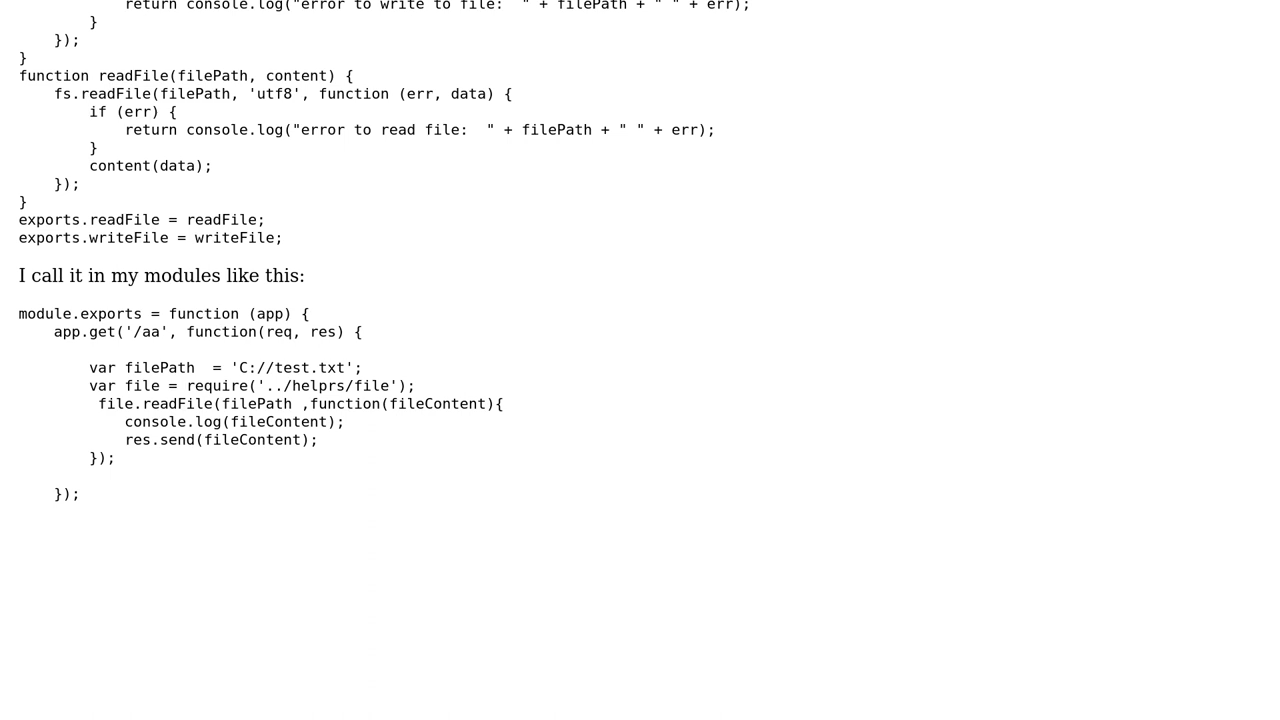 return console.log("error to write to file:  " + filePath + " " + err);
        }
    });
}
function readFile(filePath, content) {
    fs.readFile(filePath, 'utf8', function (err, data) {
        if (err) {
            return console.log("error to read file:  " + filePath + " " + err);
        }
        content(data);
    });
}
exports.readFile = readFile;
exports.writeFile = writeFile;
I call it in my modules like this:
module.exports = function (app) {
    app.get('/aa', function(req, res) {
        var filePath  = 'C://test.txt';
        var file = require('../helprs/file');
         file.readFile(filePath ,function(fileContent){
            console.log(fileContent);
            res.send(fileContent);
        });
    });